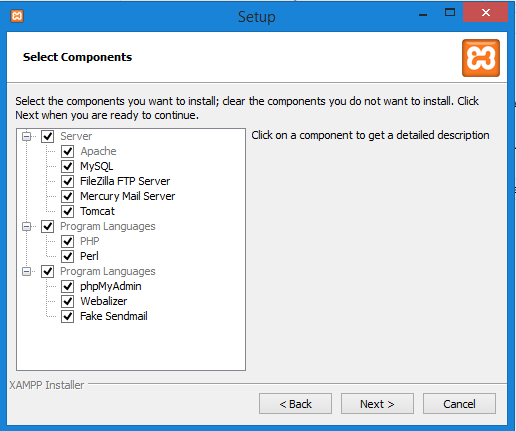 Setup
Select Components
Select the components you want to install; clear the components you do not want to install. Click
Next when you are ready to continue.
Server
Apache
MySQL
FileZilla FTP Server
Mercury Mail Server
Tomcat
Program Languages
PHP
Perl
Program Languages
phpMyAdmin
Webalizer
Fake Sendmail
Click on a component to get a detailed description
XAMPP Installer
< Back
Next >
Cancel